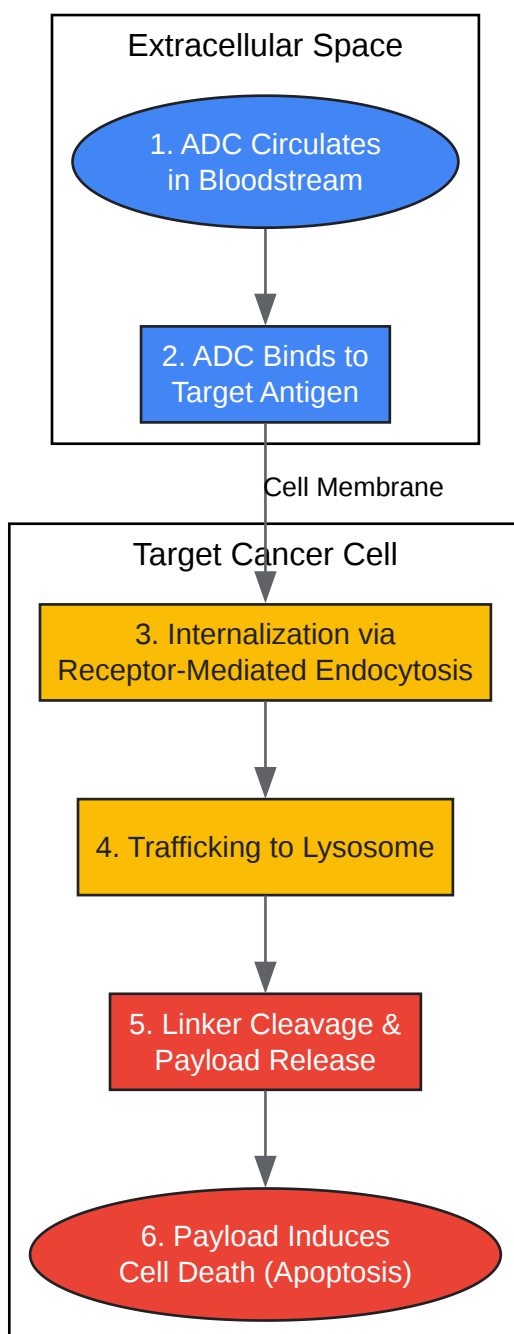 Extracellular Space
1. ADC Circulates
in Bloodstream
2. ADC Binds to
Target Antigen
Cell Membrane
Target Cancer Cell
3. Internalization via
Receptor-Mediated Endocytosis
4. Trafficking to Lysosome
5. Linker Cleavage &
Payload Release
6. Payload Induces
Cell Death (Apoptosis)